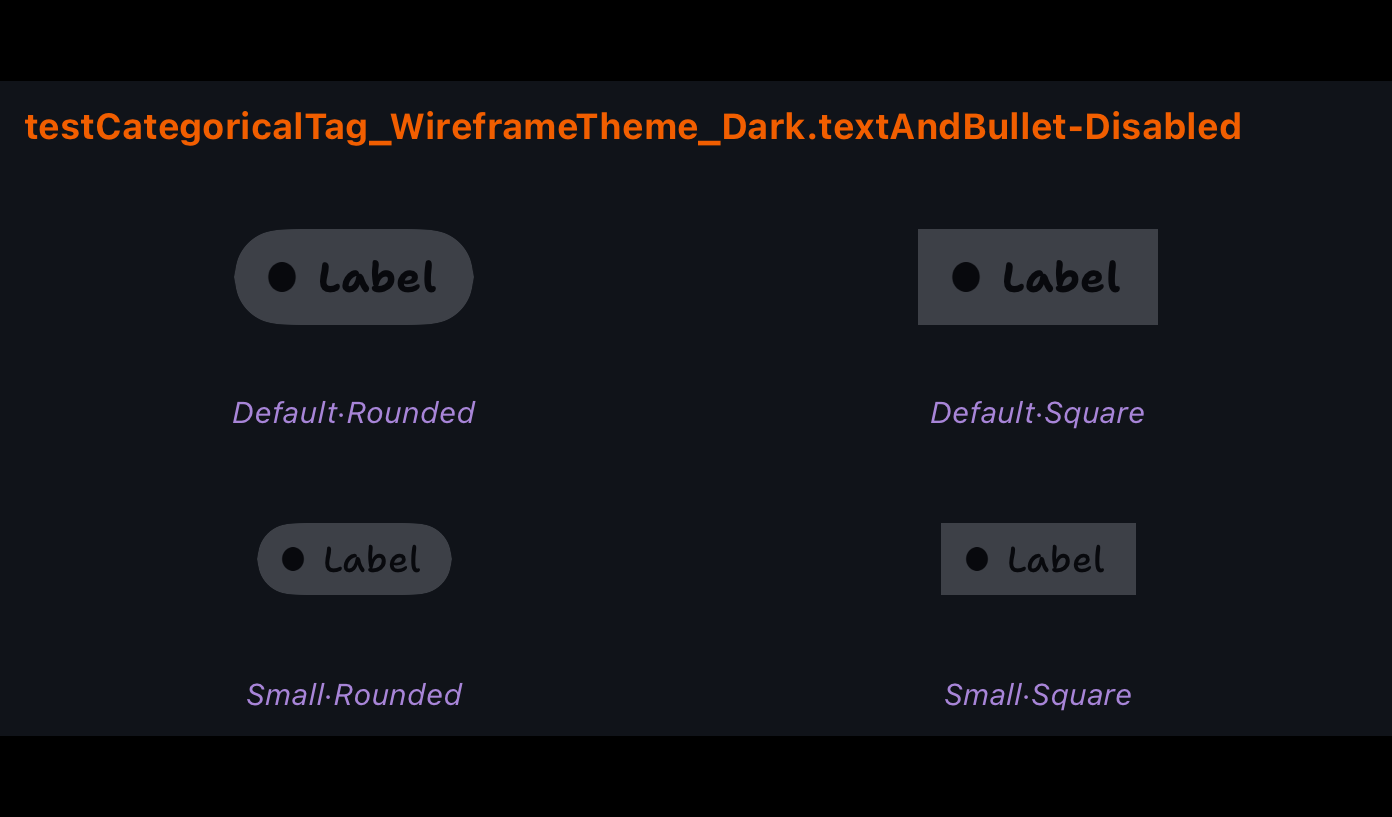 testCategoricalTag_WireframeTheme_Dark.textAndBullet-Disabled
Label
Label
Default·Rounded
Default·Square
Label
Label
Small·Rounded
Small·Square